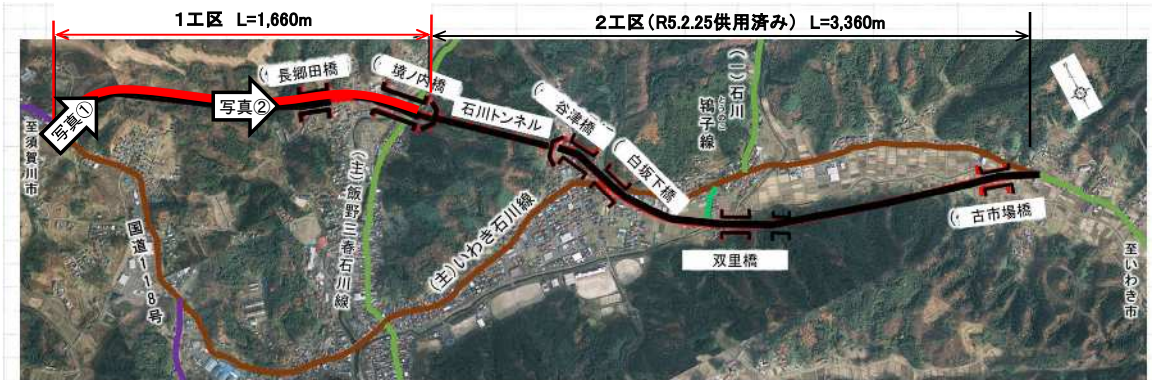 1工区 L=1,660m
2工区(R5.2.25供用済み) L=3,360m
写真①
写真②
長郷田橋
境ノ内橋
石川トンネル
谷津橋
白坂下橋
(一)石川
鴇子線
とうのこ
双里橋
古市場橋
至須賀川市
国道118号
(主)飯野三春石川線
(主)いわき石川線
至いわき市